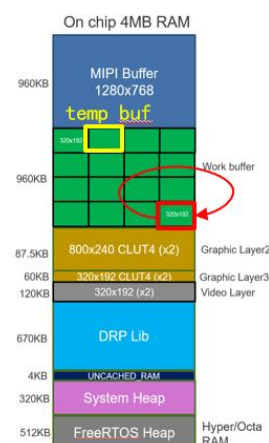 On chip 4MB RAM
960KB
MIPI Buffer
1280x768
temp buf
320x192
960KB
Work buffer
320x192
87.5KB
800x240 CLUT4 (x2)
Graphic Layer2
60KB
320x192 CLUT4 (x2)
Graphic Layer3
120KB
320x192 (x2)
Video Layer
670KB
DRP Lib
4KB
UNCACHED_RAM
320KB
System Heap
512KB
FreeRTOS Heap
Hyper/Octa
RAM